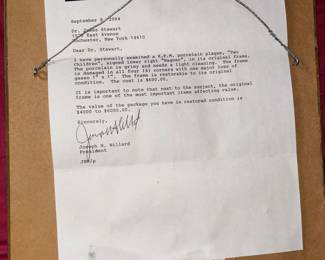 September 8, 2004
Dr. James Stewart
1570 East Avenue
Rochester, New York 14610
Dear Dr. Stewart,
I have personally examined a K.P.M. porcelain plaque, "Two
Children", signed lower right "Wagner", in its original frame.
The porcelain is grimy and needs a light cleaning. The frame
is damaged in all four (4) corners with one major loss of
gesso 1" x 1". The frame is restorable to its original
condition. The cost is $600.00.
It is important to note that next to the subject, the original
frame is one of the most important items affecting value.
The value of the package you have in restored condition is
$4000 to $6000.00.
Sincerely,
Joseph H. Willard
President